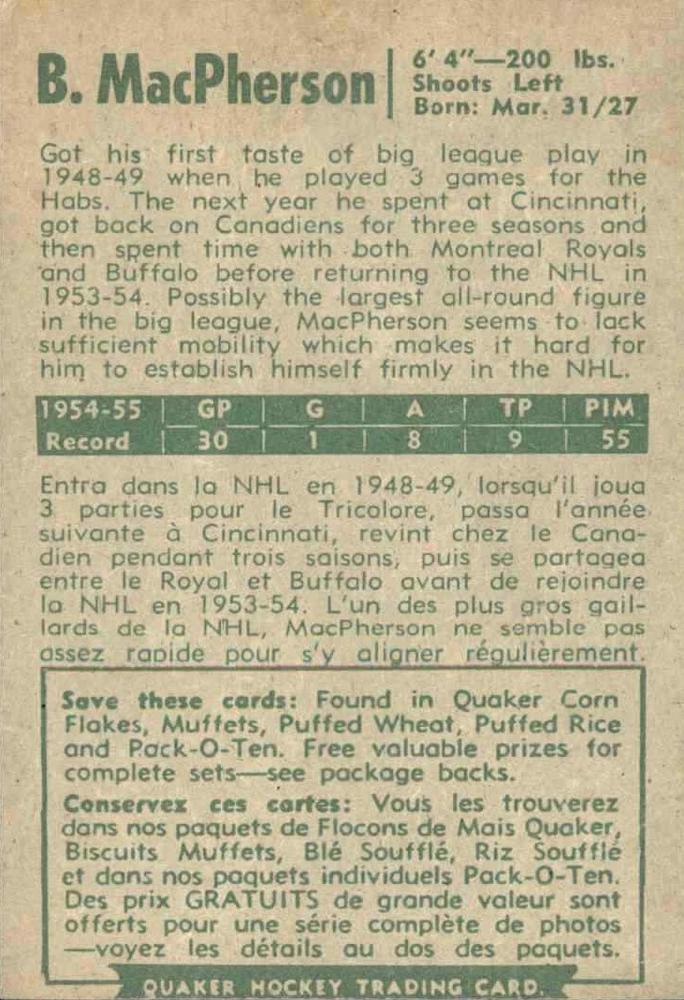 B. MacPherson
6' 4"—200 lbs.
Shoots Left
Born: Mar. 31/27
Got his first taste of big league play in
1948-49 when he played 3 games for the
Habs. The next year he spent at Cincinnati,
got back on Canadiens for three seasons and
then spent time with both Montreal Royals
and Buffalo before returning to the NHL in
1953-54. Possibly the largest all-round figure
in the big league, MacPherson seems to lack
sufficient mobility which makes it hard for
him to establish himself firmly in the NHL.
1954-55 | GP | G | A | TP | PIM
Record | 30 | 1 | 8 | 9 | 55
Entra dans la NHL en 1948-49, lorsqu'il joua
3 parties pour le Tricolore, passa l'année
suivante à Cincinnati, revint chez le Cana-
dien pendant trois saisons, puis se partagea
entre le Royal et Buffalo avant de rejoindre
la NHL en 1953-54. L'un des plus gros gail-
lards de la NHL, MacPherson ne semble pas
assez rapide pour s'y aligner régulièrement.
Save these cards: Found in Quaker Corn
Flakes, Muffets, Puffed Wheat, Puffed Rice
and Pack-O-Ten. Free valuable prizes for
complete sets—see package backs.
Conservez ces cartes: Vous les trouverez
dans nos paquets de Flocons de Mais Quaker,
Biscuits Muffets, Blé Soufflé, Riz Soufflé
et dans nos paquets individuels Pack-O-Ten.
Des prix GRATUITS de grande valeur sont
offerts pour une série complète de photos
—voyez les détails au dos des paquets.
QUAKER HOCKEY TRADING CARD.